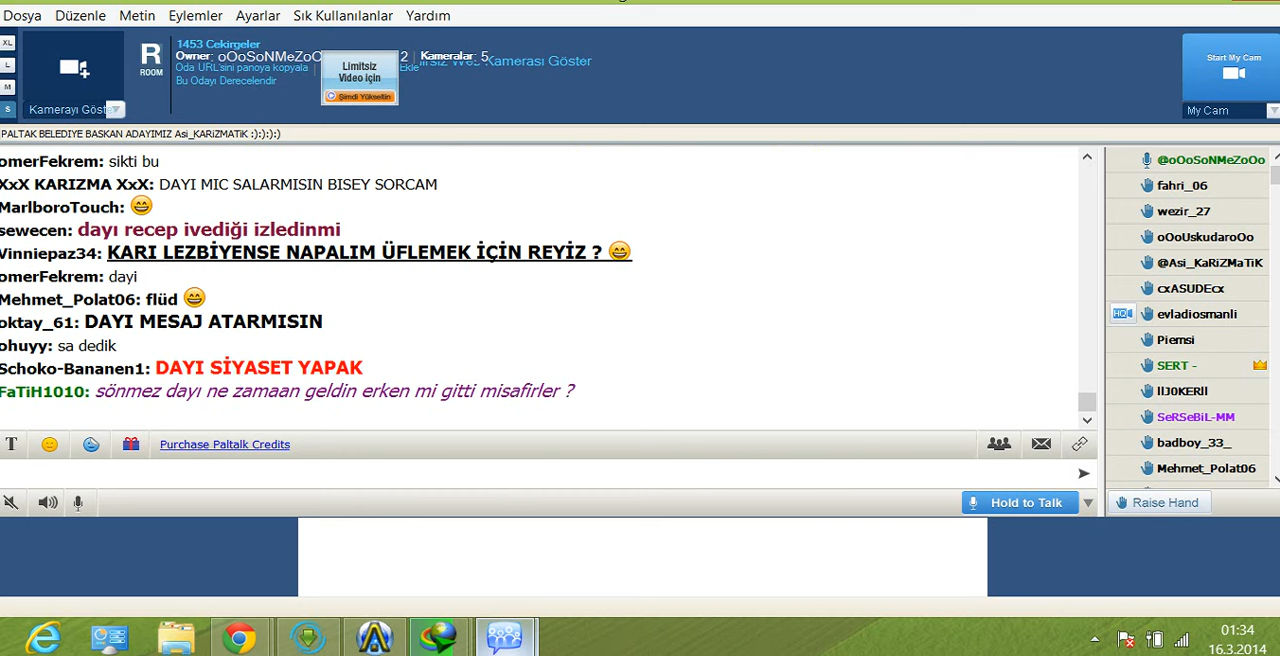 Dosya Düzenle Metin Eylemler Ayarlar Sık Kullanılanlar Yardım
XL
L
M
S
Kamerayı Göst
R
ROOM
1453 Cekirgeler
Owner: oOoSoNMeZoO 2 Kameralar: 5
Oda URL'sini panoya kopyala Ekle Kamerası Göster
Bu Odayı Derecelendir
Limitsiz
Video için
Şimdi Yükseltin
Start My Cam
My Cam
PALTAK BELEDIYE BASKAN ADAYIMIZ Asi_KARiZMATiK :):):):)
omerFekrem: sikti bu
XxX KARIZMA XxX: DAYI MIC SALARMISIN BISEY SORCAM
MarlboroTouch: 😄
sewecen: dayı recep ivediği izledinmi
Vinniepaz34: KARI LEZBİYENSE NAPALIM ÜFLEMEK İÇİN REYİZ ? 😄
omerFekrem: dayi
Mehmet_Polat06: flüd 😄
oktay_61: DAYI MESAJ ATARMISIN
ohuyy: sa dedik
Schoko-Bananen1: DAYI SİYASET YAPAK
FaTiH1010: sönmez dayı ne zamaan geldin erken mi gitti misafirler ?
@oOoSoNMeZoOo
fahri_06
wezir_27
oOoUskudaroOo
@Asi_KaRiZMaTiK
cxASUDEcx
HQ
evladiosmanli
Piemsi
SERT -
llJ0KERll
SeRSeBiL-MM
badboy_33_
Mehmet_Polat06
T Purchase Paltalk Credits
Hold to Talk
Raise Hand
01:34
16.3.2014